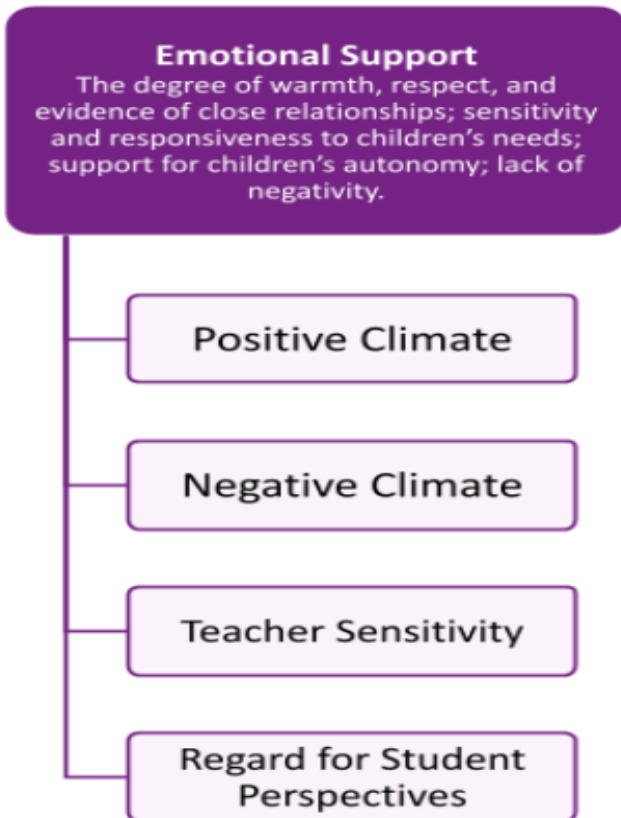 Emotional Support
The degree of warmth, respect, and
evidence of close relationships; sensitivity
and responsiveness to children’s needs;
support for children’s autonomy; lack of
negativity.
Positive Climate
Negative Climate
Teacher Sensitivity
Regard for Student
Perspectives